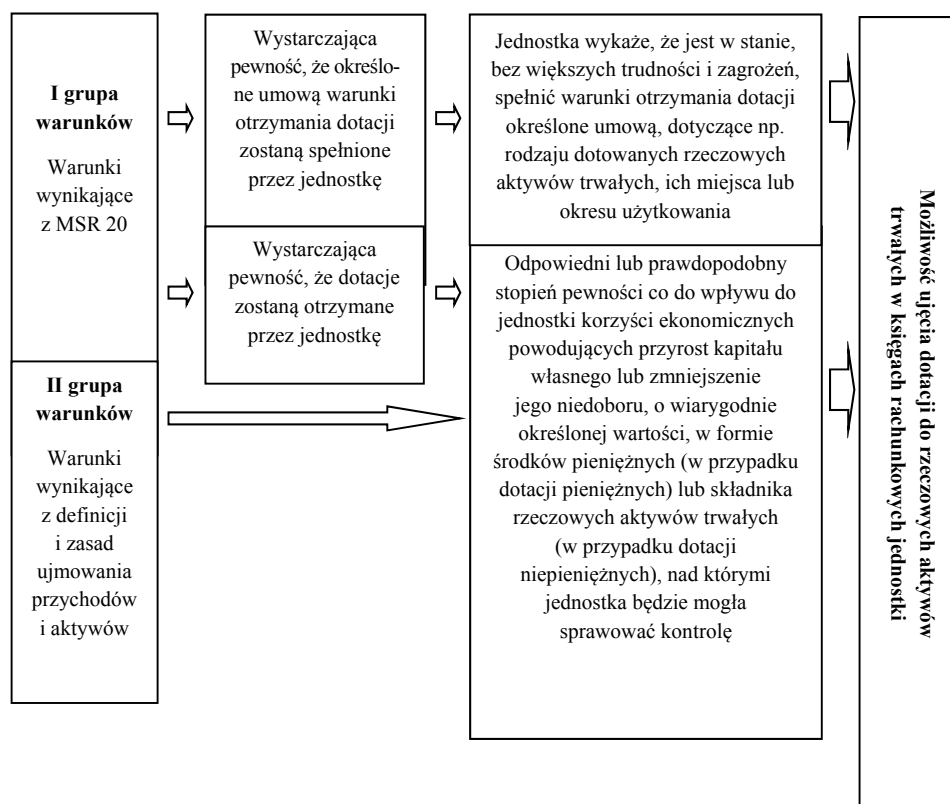 I grupa
warunków
Warunki
wynikające
z MSR 20
Wystarczająca
pewność, że określo-
ne umową warunki
otrzymania dotacji
zostaną spełnione
przez jednostkę
Jednostka wykaże, że jest w stanie,
bez większych trudności i zagrożeń,
spełnić warunki otrzymania dotacji
określone umową, dotyczące np.
rodzaju dotowanych rzeczowych
aktywów trwałych, ich miejsca lub
okresu użytkowania
Wystarczająca
pewność, że dotacje
zostaną otrzymane
przez jednostkę
II grupa
warunków
Warunki
wynikające
z definicji
i zasad
ujmowania
przychodów
i aktywów
Odpowiedni lub prawdopodobny
stopień pewności co do wpływu do
jednostki korzyści ekonomicznych
powodujących przyrost kapitału
własnego lub zmniejszenie
jego niedoboru, o wiarygodnie
określonej wartości, w formie
środków pieniężnych (w przypadku
dotacji pieniężnych) lub składnika
rzeczowych aktywów trwałych
(w przypadku dotacji
niepieniężnych), nad którymi
jednostka będzie mogła
sprawować kontrolę
Możliwość ujęcia dotacji do rzeczowych aktywów
trwałych w księgach rachunkowych jednostki